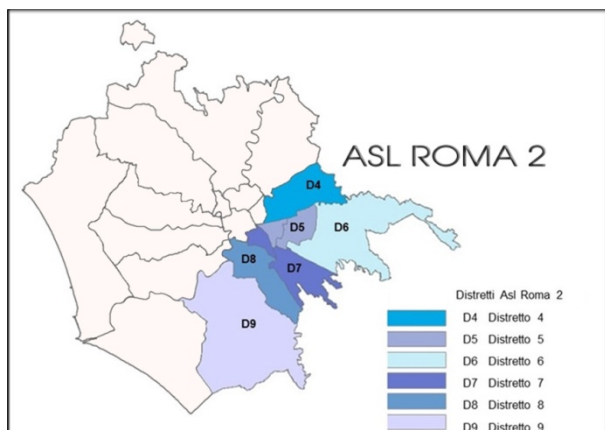 ASL ROMA 2
D4
D5
D6
D8
D7
D9
Distretti Asl Roma 2
D4 Distretto 4
D5 Distretto 5
D6 Distretto 6
D7 Distretto 7
D8 Distretto 8
D9 Distretto 9